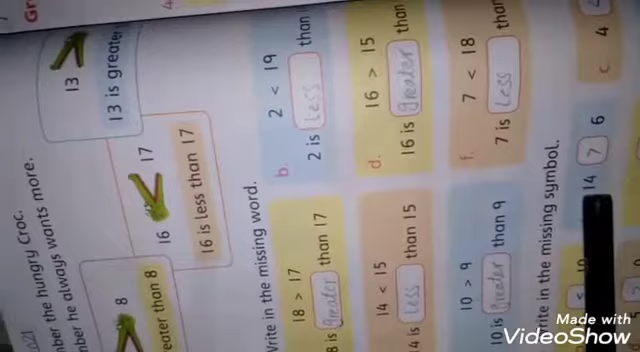 Gr
a21
mber the hungry Croc.
mber he always wants more.
8
eater than 8
16 17
16 is less than 17
13
13 is greater
Write in the missing word.
18 > 17
8 is greater than 17
b. 2 < 19
2 is less than
14 < 15
14 is less than 15
d. 16 > 15
16 is greater than
10 > 9
10 is greater than 9
f. 7 < 18
7 is less than
Write in the missing symbol.
14 > 6
c 4
Made with
VideoShow